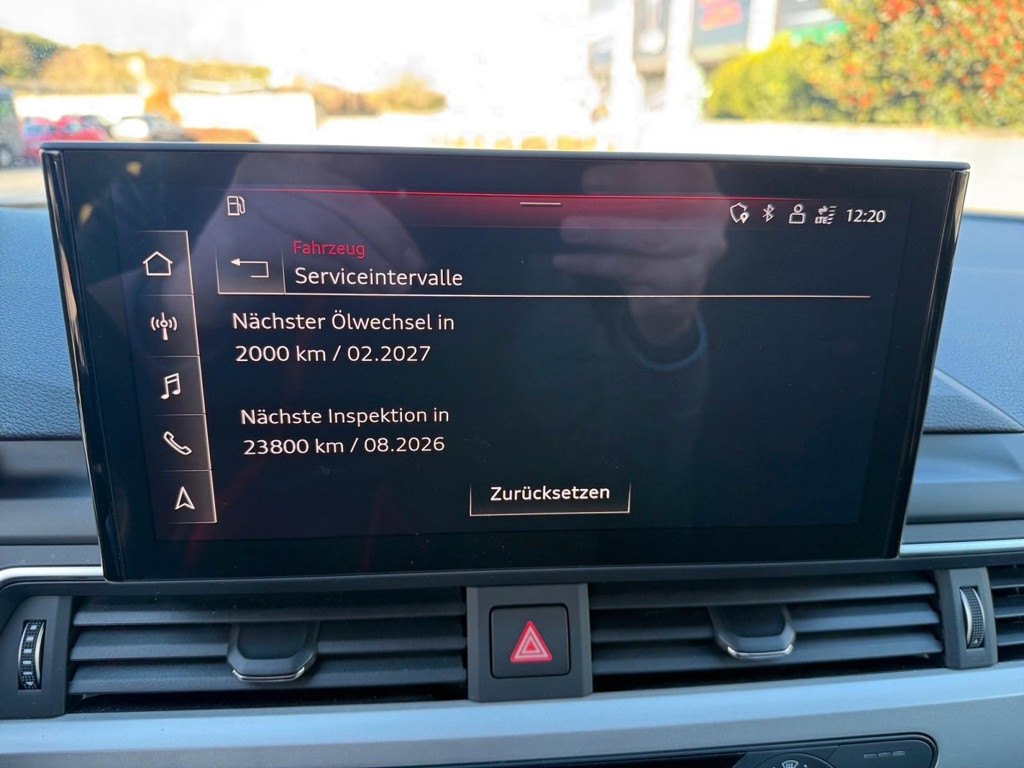 LTE 12:20
Fahrzeug
Serviceintervalle
Nächster Ölwechsel in
2000 km / 02.2027
Nächste Inspektion in
23800 km / 08.2026
Zurücksetzen